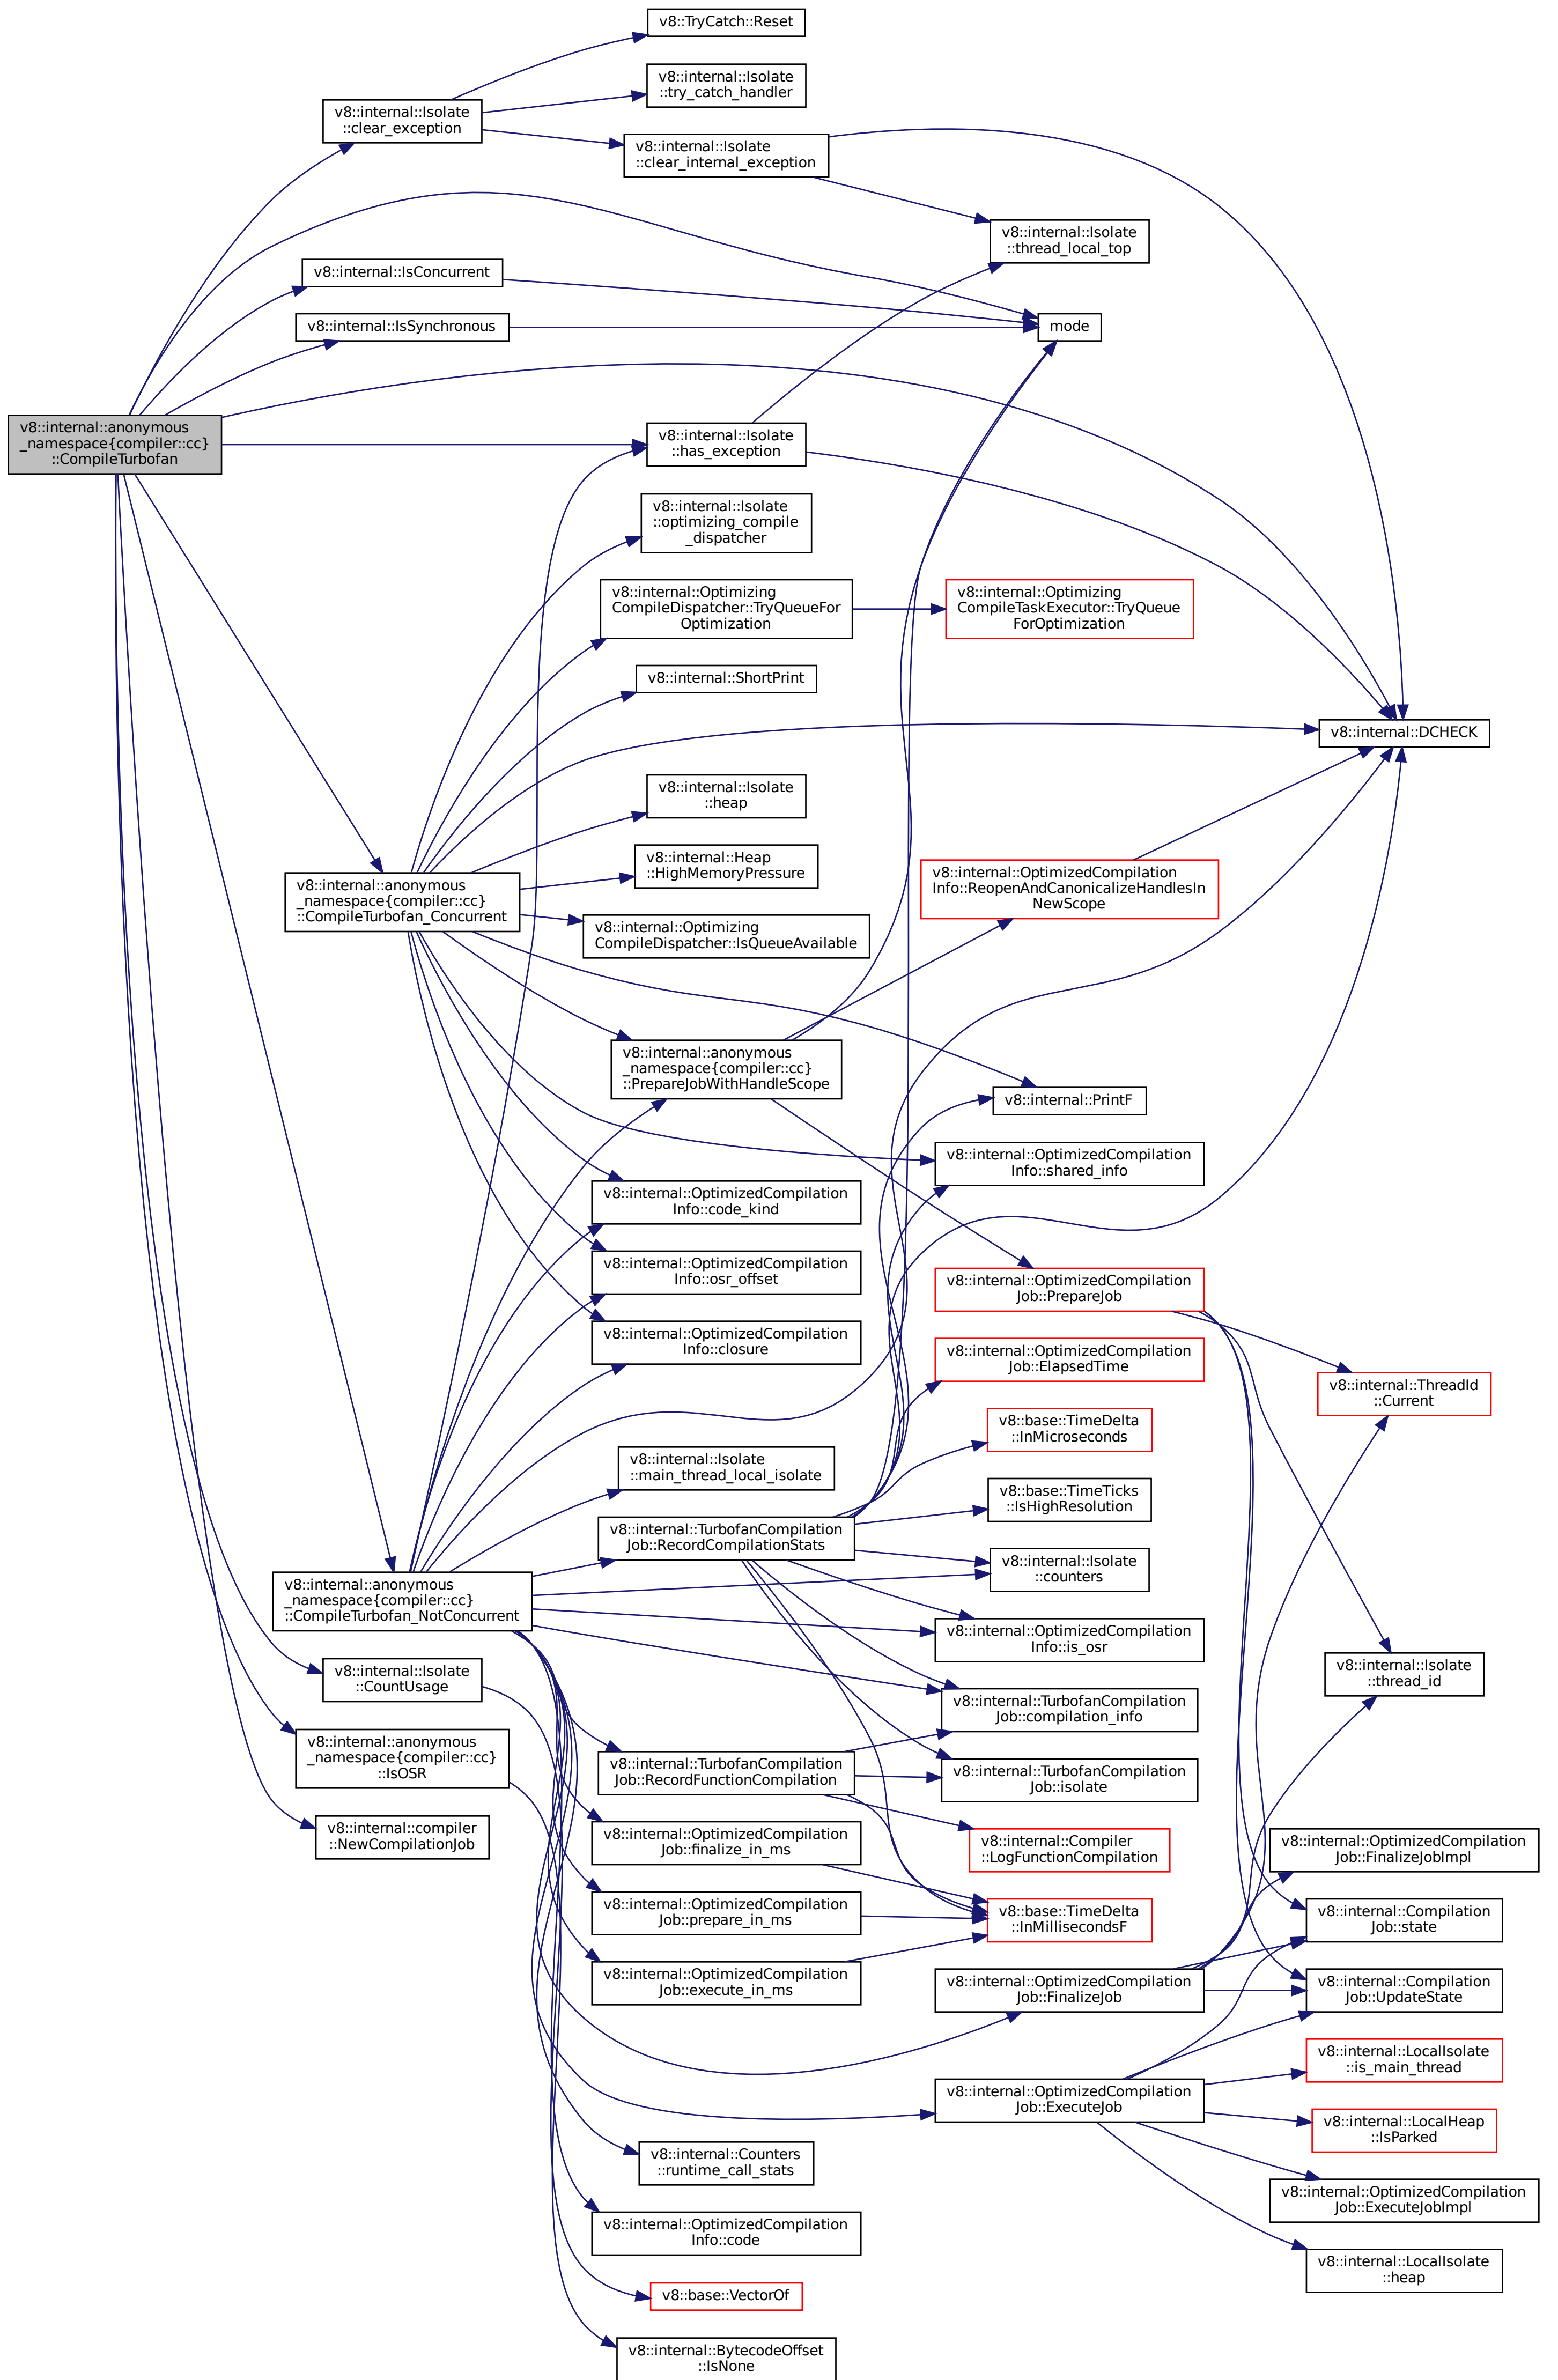 v8::TryCatch::Reset
v8::internal::Isolate
::try_catch_handler
v8::internal::Isolate
::clear_exception
v8::internal::Isolate
::clear_internal_exception
v8::internal::Isolate
::thread_local_top
v8::internal::IsConcurrent
v8::internal::IsSynchronous
mode
v8::internal::anonymous
_namespace{compiler::cc}
::CompileTurbofan
v8::internal::Isolate
::has_exception
v8::internal::Isolate
::optimizing_compile
_dispatcher
v8::internal::Optimizing
CompileDispatcher::TryQueueFor
Optimization
v8::internal::Optimizing
CompileTaskExecutor::TryQueue
ForOptimization
v8::internal::ShortPrint
v8::internal::DCHECK
v8::internal::Isolate
::heap
v8::internal::Heap
::HighMemoryPressure
v8::internal::anonymous
_namespace{compiler::cc}
::CompileTurbofan_Concurrent
v8::internal::OptimizedCompilation
Info::ReopenAndCanonicalizeHandlesIn
NewScope
v8::internal::Optimizing
CompileDispatcher::IsQueueAvailable
v8::internal::anonymous
_namespace{compiler::cc}
::PrepareJobWithHandleScope
v8::internal::PrintF
v8::internal::OptimizedCompilation
Info::shared_info
v8::internal::OptimizedCompilation
Info::code_kind
v8::internal::OptimizedCompilation
Info::osr_offset
v8::internal::OptimizedCompilation
Job::PrepareJob
v8::internal::OptimizedCompilation
Info::closure
v8::internal::OptimizedCompilation
Job::ElapsedTime
v8::internal::ThreadId
::Current
v8::base::TimeDelta
::InMicroseconds
v8::internal::Isolate
::main_thread_local_isolate
v8::base::TimeTicks
::IsHighResolution
v8::internal::TurbofanCompilation
Job::RecordCompilationStats
v8::internal::Isolate
::counters
v8::internal::anonymous
_namespace{compiler::cc}
::CompileTurbofan_NotConcurrent
v8::internal::OptimizedCompilation
Info::is_osr
v8::internal::Isolate
::CountUsage
v8::internal::Isolate
::thread_id
v8::internal::TurbofanCompilation
Job::compilation_info
v8::internal::anonymous
_namespace{compiler::cc}
::IsOSR
v8::internal::TurbofanCompilation
Job::RecordFunctionCompilation
v8::internal::TurbofanCompilation
Job::isolate
v8::internal::compiler
::NewCompilationJob
v8::internal::OptimizedCompilation
Job::finalize_in_ms
v8::internal::Compiler
::LogFunctionCompilation
v8::internal::OptimizedCompilation
Job::FinalizeJobImpl
v8::internal::OptimizedCompilation
Job::prepare_in_ms
v8::base::TimeDelta
::InMillisecondsF
v8::internal::Compilation
Job::state
v8::internal::OptimizedCompilation
Job::execute_in_ms
v8::internal::OptimizedCompilation
Job::FinalizeJob
v8::internal::Compilation
Job::UpdateState
v8::internal::LocalIsolate
::is_main_thread
v8::internal::OptimizedCompilation
Job::ExecuteJob
v8::internal::LocalHeap
::IsParked
v8::internal::Counters
::runtime_call_stats
v8::internal::OptimizedCompilation
Job::ExecuteJobImpl
v8::internal::OptimizedCompilation
Info::code
v8::internal::LocalIsolate
::heap
v8::base::VectorOf
v8::internal::BytecodeOffset
::IsNone